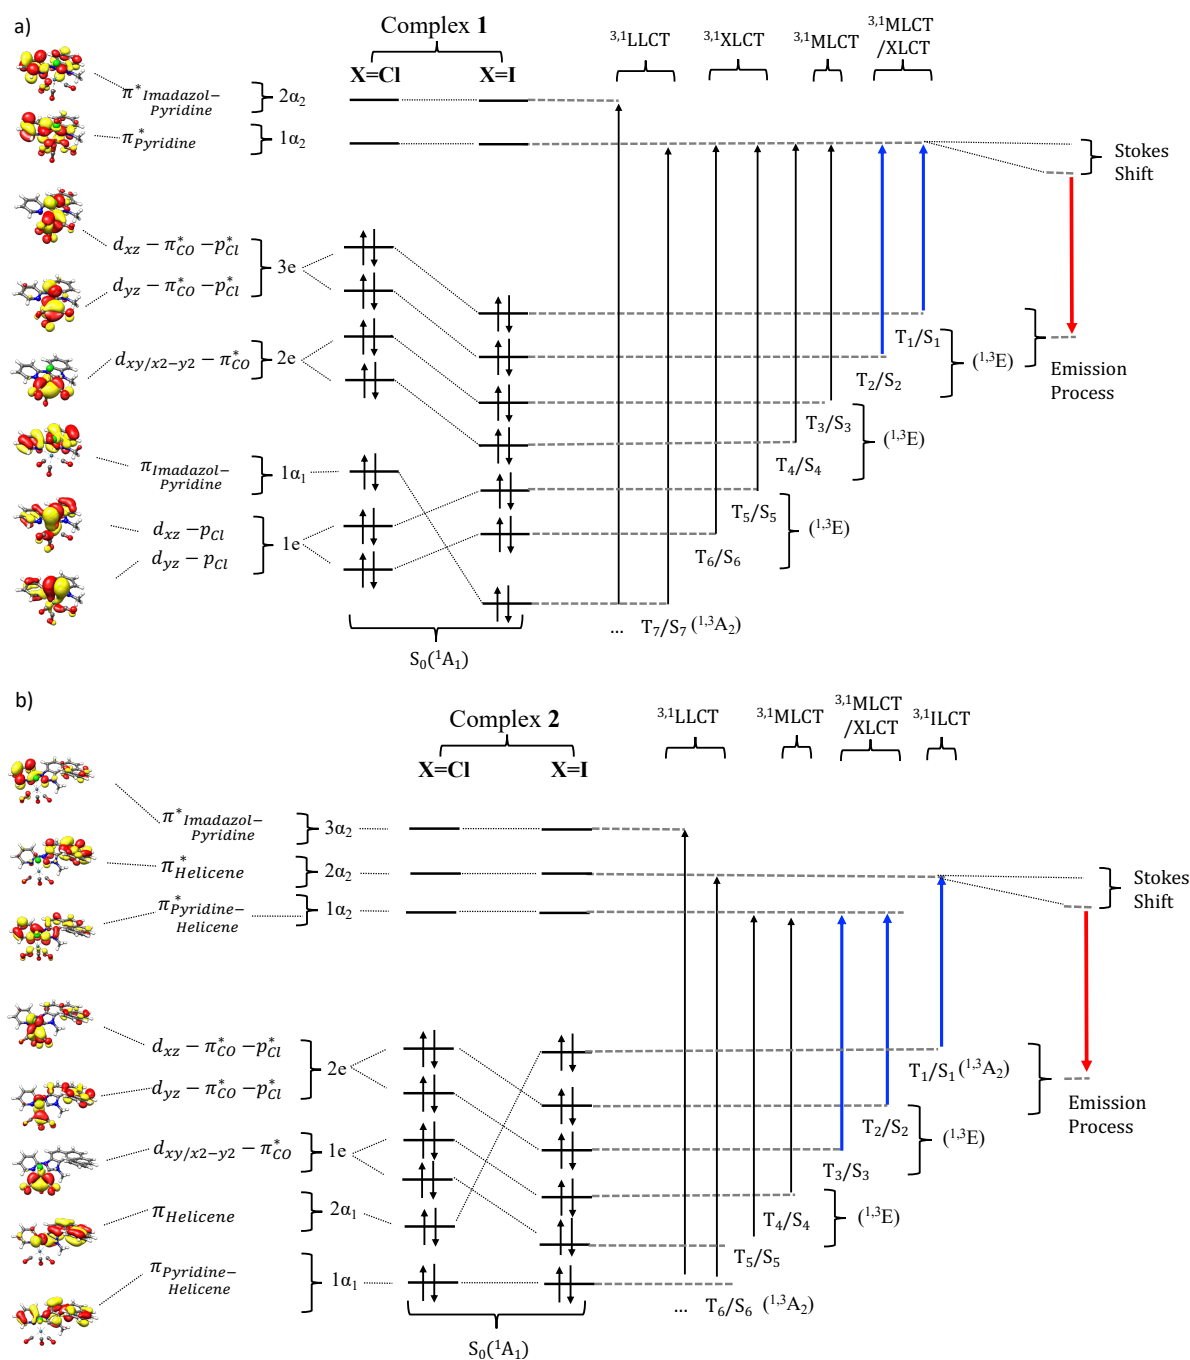 a)
Complex 1
X=Cl
X=I
3,1LLCT
3,1XLCT
3,1MLCT
3,1MLCT
/XLCT
π*Imadazol−
Pyridine
2α2
π*Pyridine
1α2
Stokes
Shift
dxz − π*CO −p*Cl
3e
dyz − π*CO −p*Cl
dxy/x2−y2 − π*CO
2e
T1/S1
T2/S2
(1,3E)
Emission
Process
T3/S3
T4/S4
(1,3E)
πImadazol−
Pyridine
1α1
T5/S5
T6/S6
(1,3E)
dxz − pCl
1e
dyz − pCl
... T7/S7 (1,3A2)
S0(1A1)
b)
Complex 2
X=Cl
X=I
3,1LLCT
3,1MLCT
3,1MLCT
/XLCT
3,1ILCT
π*Imadazol−
Pyridine
3α2
π*Helicene
2α2
π*Pyridine−
Helicene
1α2
Stokes
Shift
dxz − π*CO −p*Cl
2e
dyz − π*CO −p*Cl
T1/S1 (1,3A2)
Emission
Process
dxy/x2−y2 − π*CO
1e
T2/S2
T3/S3
(1,3E)
πHelicene
2α1
T4/S4
T5/S5
(1,3E)
πPyridine−
Helicene
1α1
... T6/S6 (1,3A2)
S0(1A1)